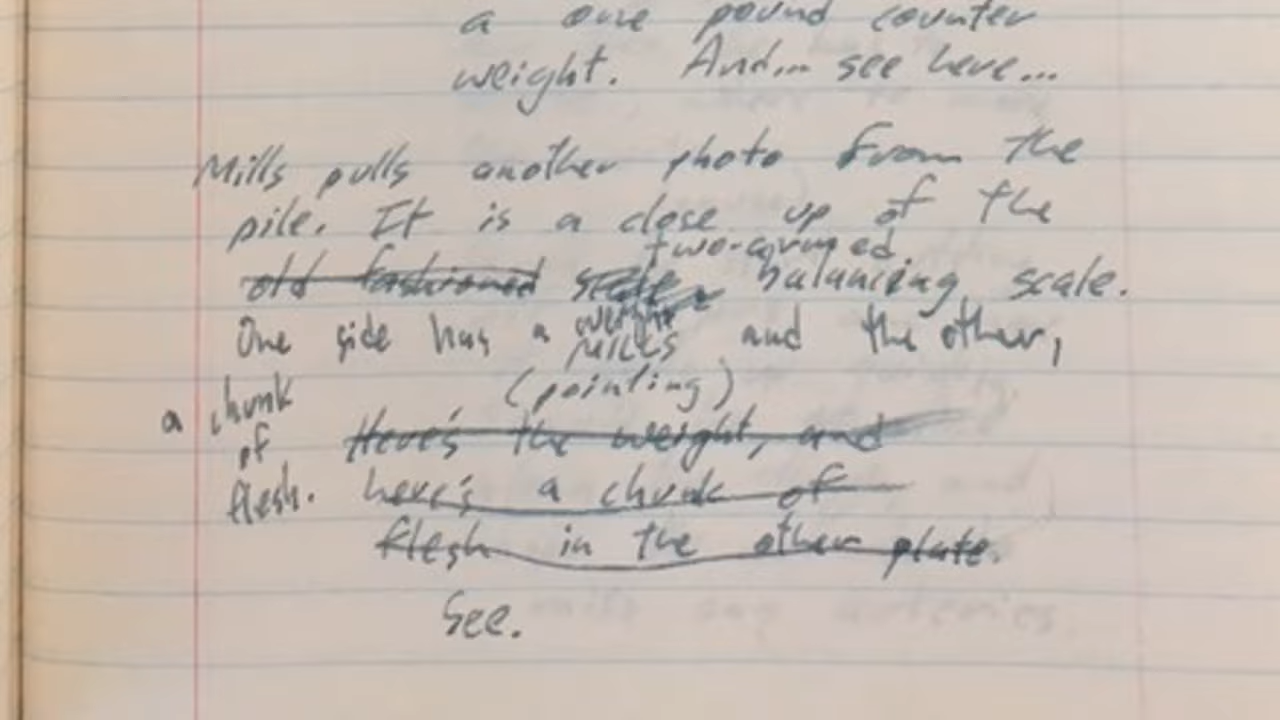 a one pound counter
weight. And... see here...
Mills pulls another photo from the
pile. It is a close up of the
two-armed
old fashioned scale balancing scale.
One side has a weight and the other,
MILLS
a chunk
(pointing)
of
Here's the weight, and
flesh.
here's a chunk of
flesh in the other plate.
See.